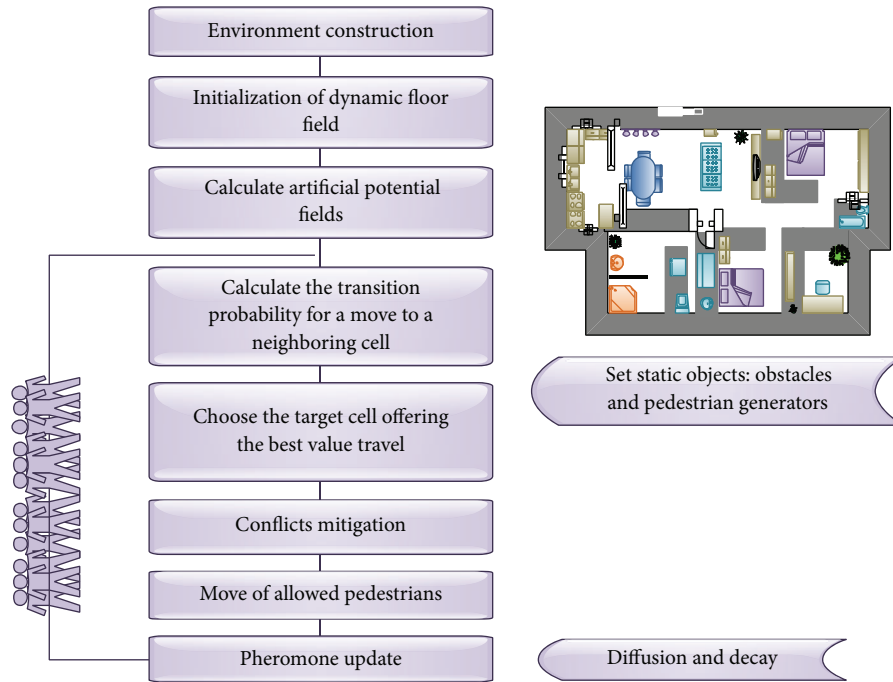 Environment construction
Initialization of dynamic floor
field
Calculate artificial potential
fields
Calculate the transition
probability for a move to a
neighboring cell
Choose the target cell offering
the best value travel
Conflicts mitigation
Move of allowed pedestrians
Pheromone update
Set static objects: obstacles
and pedestrian generators
Diffusion and decay